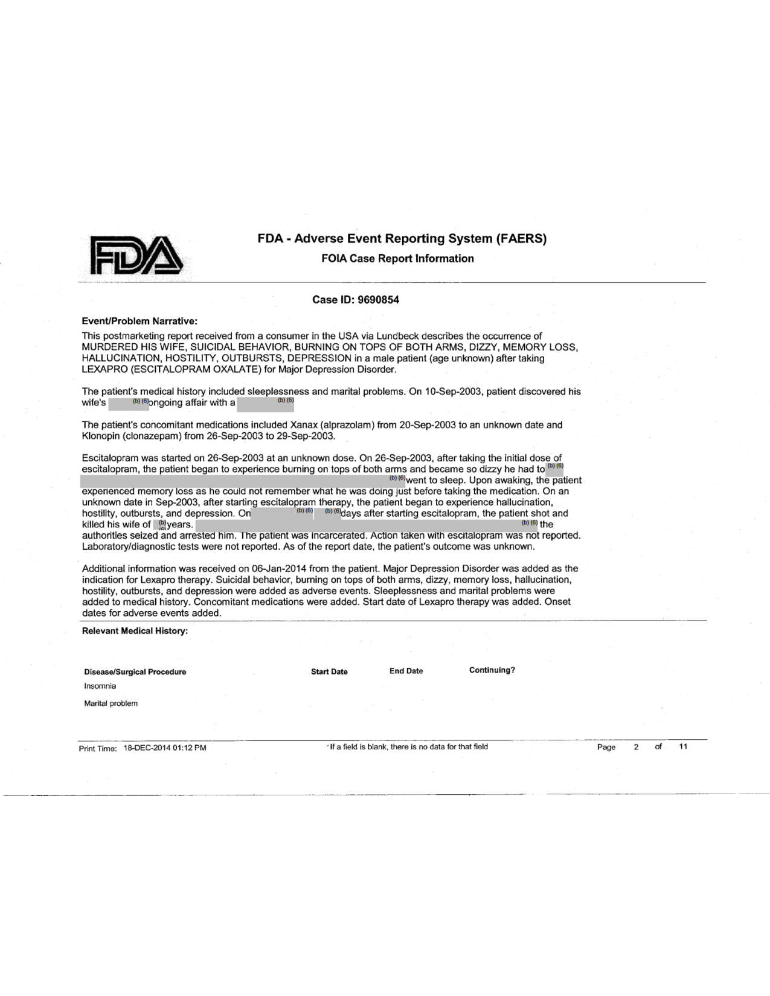 FDA
FDA - Adverse Event Reporting System (FAERS)
FOIA Case Report Information
Case ID: 9690854
Event/Problem Narrative:
This postmarketing report received from a consumer in the USA via Lundbeck describes the occurrence of
MURDERED HIS WIFE, SUICIDAL BEHAVIOR, BURNING ON TOPS OF BOTH ARMS, DIZZY, MEMORY LOSS,
HALLUCINATION, HOSTILITY, OUTBURSTS, DEPRESSION in a male patient (age unknown) after taking
LEXAPRO (ESCITALOPRAM OXALATE) for Major Depression Disorder.
The patient's medical history included sleeplessness and marital problems. On 10-Sep-2003, patient discovered his
wife's (b) (6) ongoing affair with a (b) (6)
The patient's concomitant medications included Xanax (alprazolam) from 20-Sep-2003 to an unknown date and
Klonopin (clonazepam) from 26-Sep-2003 to 29-Sep-2003.
Escitalopram was started on 26-Sep-2003 at an unknown dose. On 26-Sep-2003, after taking the initial dose of
escitalopram, the patient began to experience burning on tops of both arms and became so dizzy he had to (b) (6)
(b) (6) went to sleep. Upon awaking, the patient
experienced memory loss as he could not remember what he was doing just before taking the medication. On an
unknown date in Sep-2003, after starting escitalopram therapy, the patient began to experience hallucination,
hostility, outbursts, and depression. On (b) (6) (b) (6) days after starting escitalopram, the patient shot and
killed his wife of (b) (6) years. (b) (6) the
authorities seized and arrested him. The patient was incarcerated. Action taken with escitalopram was not reported.
Laboratory/diagnostic tests were not reported. As of the report date, the patient's outcome was unknown.
Additional information was received on 06-Jan-2014 from the patient. Major Depression Disorder was added as the
indication for Lexapro therapy. Suicidal behavior, burning on tops of both arms, dizzy, memory loss, hallucination,
hostility, outbursts, and depression were added as adverse events. Sleeplessness and marital problems were
added to medical history. Concomitant medications were added. Start date of Lexapro therapy was added. Onset
dates for adverse events added.
Relevant Medical History:
Disease/Surgical Procedure Start Date End Date Continuing?
Insomnia
Marital problem
Print Time: 18-DEC-2014 01:12 PM If a field is blank, there is no data for that field Page 2 of 11